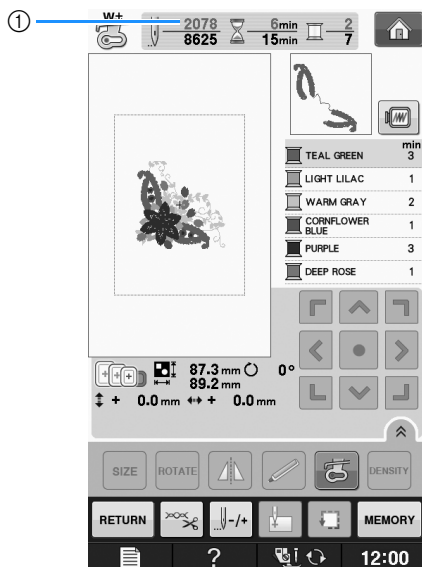 ①
W+
2078 6min 2
8625 15min 7
min
TEAL GREEN 3
LIGHT LILAC 1
WARM GRAY 2
CORNFLOWER
BLUE 1
PURPLE 3
DEEP ROSE 1
87.3 mm 0°
89.2 mm
+ 0.0 mm + 0.0 mm
SIZE ROTATE DENSITY
RETURN -/+ MEMORY
? 12:00